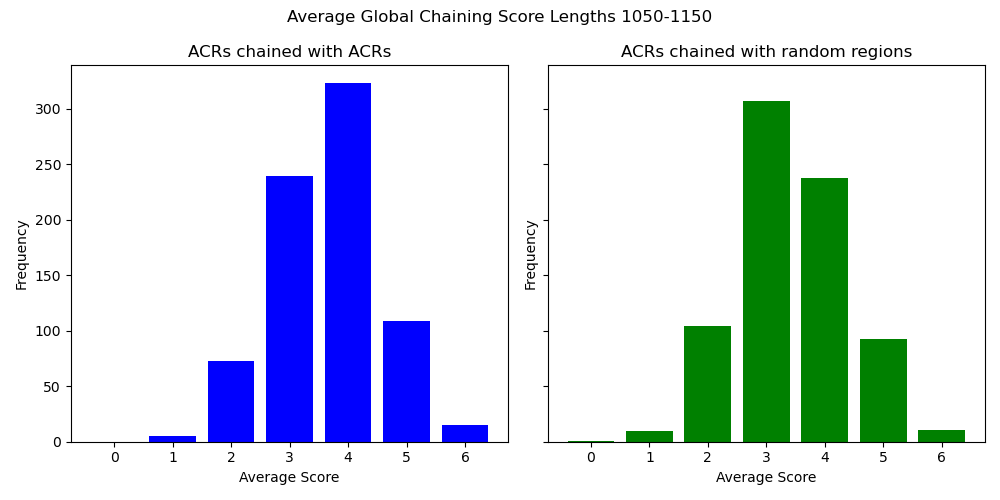 Average Global Chaining Score Lengths 1050-1150
ACRs chained with ACRs
Frequency
300
250
200
150
100
50
0
0 1 2 3 4 5 6
Average Score
ACRs chained with random regions
Frequency
0 1 2 3 4 5 6
Average Score